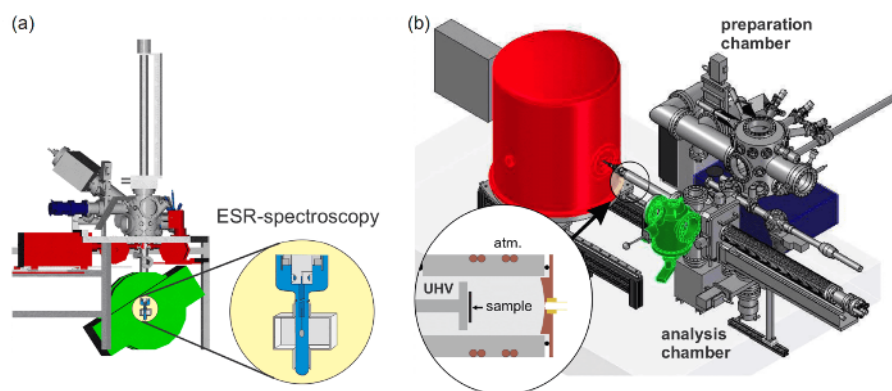 (a)
ESR-spectroscopy
(b)
preparation
chamber
atm.
UHV
sample
analysis
chamber